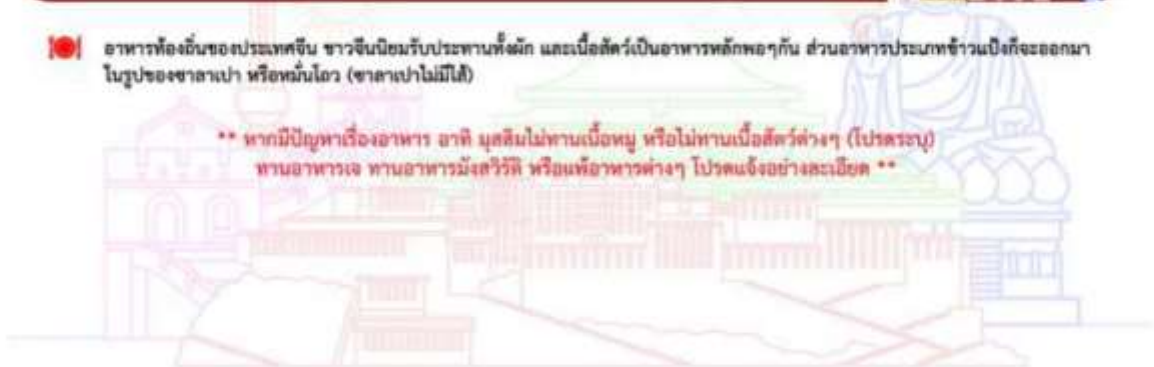 อาหารท้องถิ่นของประเทศจีน ชาวจีนนิยมรับประทานทั้งผัก และเนื้อสัตว์เป็นอาหารหลักพอๆกัน ส่วนอาหารประเภทข้าวแป้งก็จะออกมา
ในรูปของซาลาเปา หรือหมั่นโถว (ซาลาเปาไม่มีไส้)
** หากมีปัญหาเรื่องอาหาร อาทิ มุสลิมไม่ทานเนื้อหมู หรือไม่ทานเนื้อสัตว์ต่างๆ (โปรดระบุ)
ทานอาหารเจ ทานอาหารมังสวิรัติ หรือแพ้อาหารต่างๆ โปรดแจ้งอย่างละเอียด **